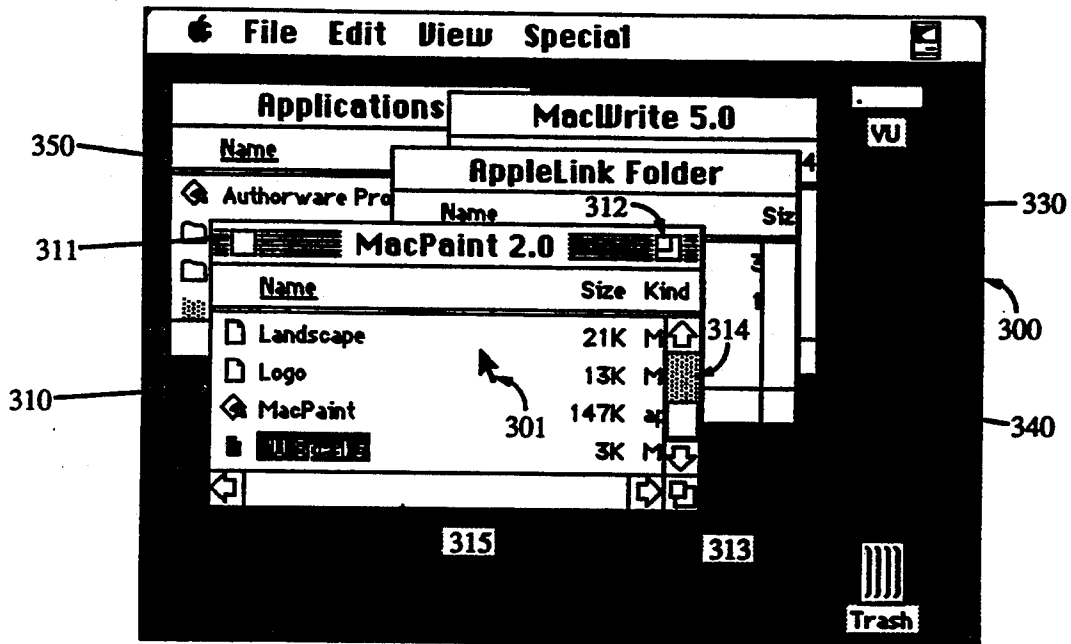 File Edit View Special
Applications
MacWrite 5.0
VU
350
Name
4
AppleLink Folder
Authorware Pro
Name
312
Siz
330
311
MacPaint 2.0
Name Size Kind
300
Landscape 21K M
314
Logo 13K M
310
MacPaint 147K ap
301
340
3K M
315
313
Trash